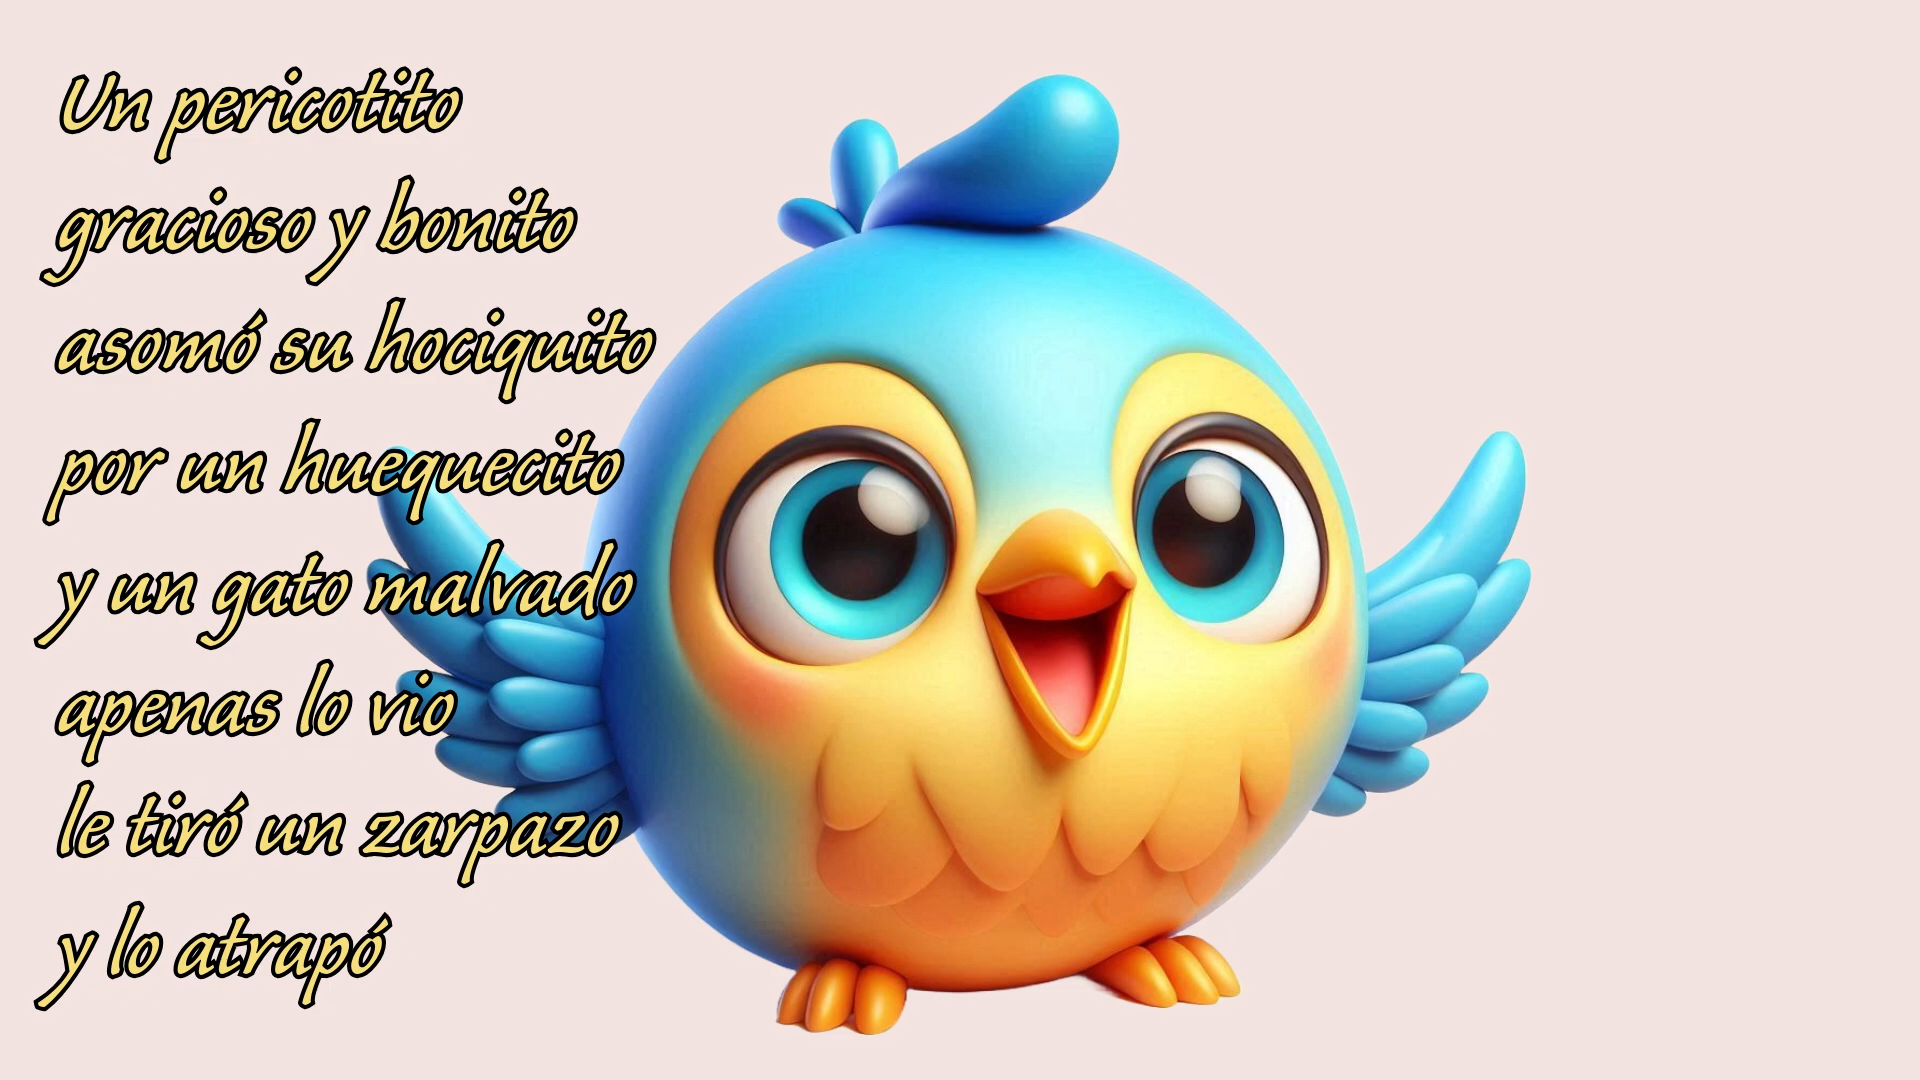 Un pericotito
gracioso y bonito
asomó su hociquito
por un huequecito
y un gato malvado
apenas lo vio
le tiró un zarpazo
y lo atrapó